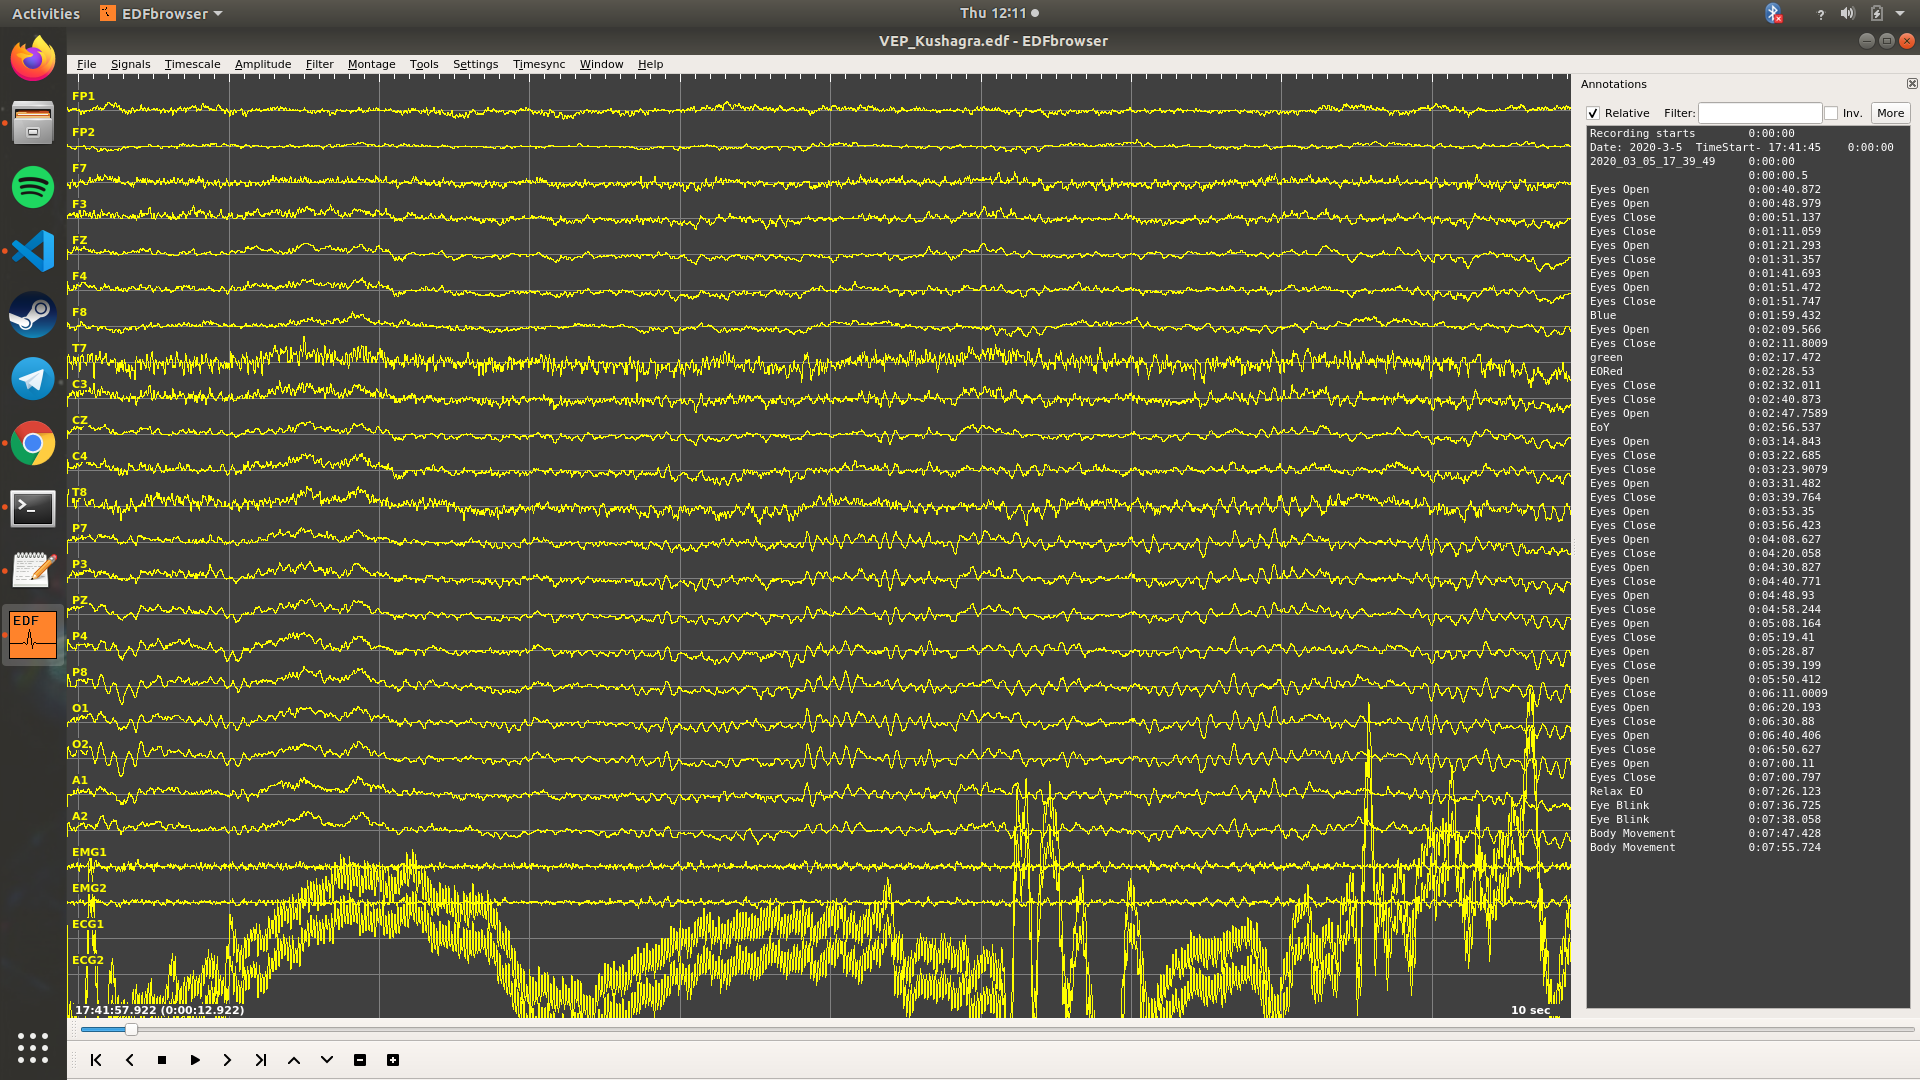 Activities EDFbrowser Thu 12:11 ?
VEP_Kushagra.edf - EDFbrowser
File Signals Timescale Amplitude Filter Montage Tools Settings Timesync Window Help
FP1
FP2
F7
F3
FZ
F4
F8
T7
C3
CZ
C4
T8
P7
P3
PZ
P4
P8
O1
O2
A1
A2
EMG1
EMG2
ECG1
ECG2
17:41:57.922 (0:00:12.922) 10 sec
EDF
Annotations
Relative Filter: Inv. More
Recording starts 0:00:00
Date: 2020-3-5 TimeStart- 17:41:45 0:00:00
2020_03_05_17_39_49 0:00:00
0:00:00.5
Eyes Open 0:00:40.872
Eyes Open 0:00:48.979
Eyes Close 0:00:51.137
Eyes Close 0:01:11.059
Eyes Open 0:01:21.293
Eyes Close 0:01:31.357
Eyes Open 0:01:41.693
Eyes Open 0:01:51.472
Eyes Close 0:01:51.747
Blue 0:01:59.432
Eyes Open 0:02:09.566
Eyes Close 0:02:11.8009
green 0:02:17.472
EORed 0:02:28.53
Eyes Close 0:02:32.011
Eyes Close 0:02:40.873
Eyes Open 0:02:47.7589
EoY 0:02:56.537
Eyes Open 0:03:14.843
Eyes Close 0:03:22.685
Eyes Close 0:03:23.9079
Eyes Open 0:03:31.482
Eyes Close 0:03:39.764
Eyes Open 0:03:53.35
Eyes Close 0:03:56.423
Eyes Open 0:04:08.627
Eyes Close 0:04:20.058
Eyes Open 0:04:30.827
Eyes Close 0:04:40.771
Eyes Open 0:04:48.93
Eyes Close 0:04:58.244
Eyes Open 0:05:08.164
Eyes Close 0:05:19.41
Eyes Open 0:05:28.87
Eyes Close 0:05:39.199
Eyes Open 0:05:50.412
Eyes Close 0:06:11.0009
Eyes Open 0:06:20.193
Eyes Close 0:06:30.88
Eyes Open 0:06:40.406
Eyes Close 0:06:50.627
Eyes Open 0:07:00.11
Eyes Close 0:07:00.797
Relax EO 0:07:26.123
Eye Blink 0:07:36.725
Eye Blink 0:07:38.058
Body Movement 0:07:47.428
Body Movement 0:07:55.724